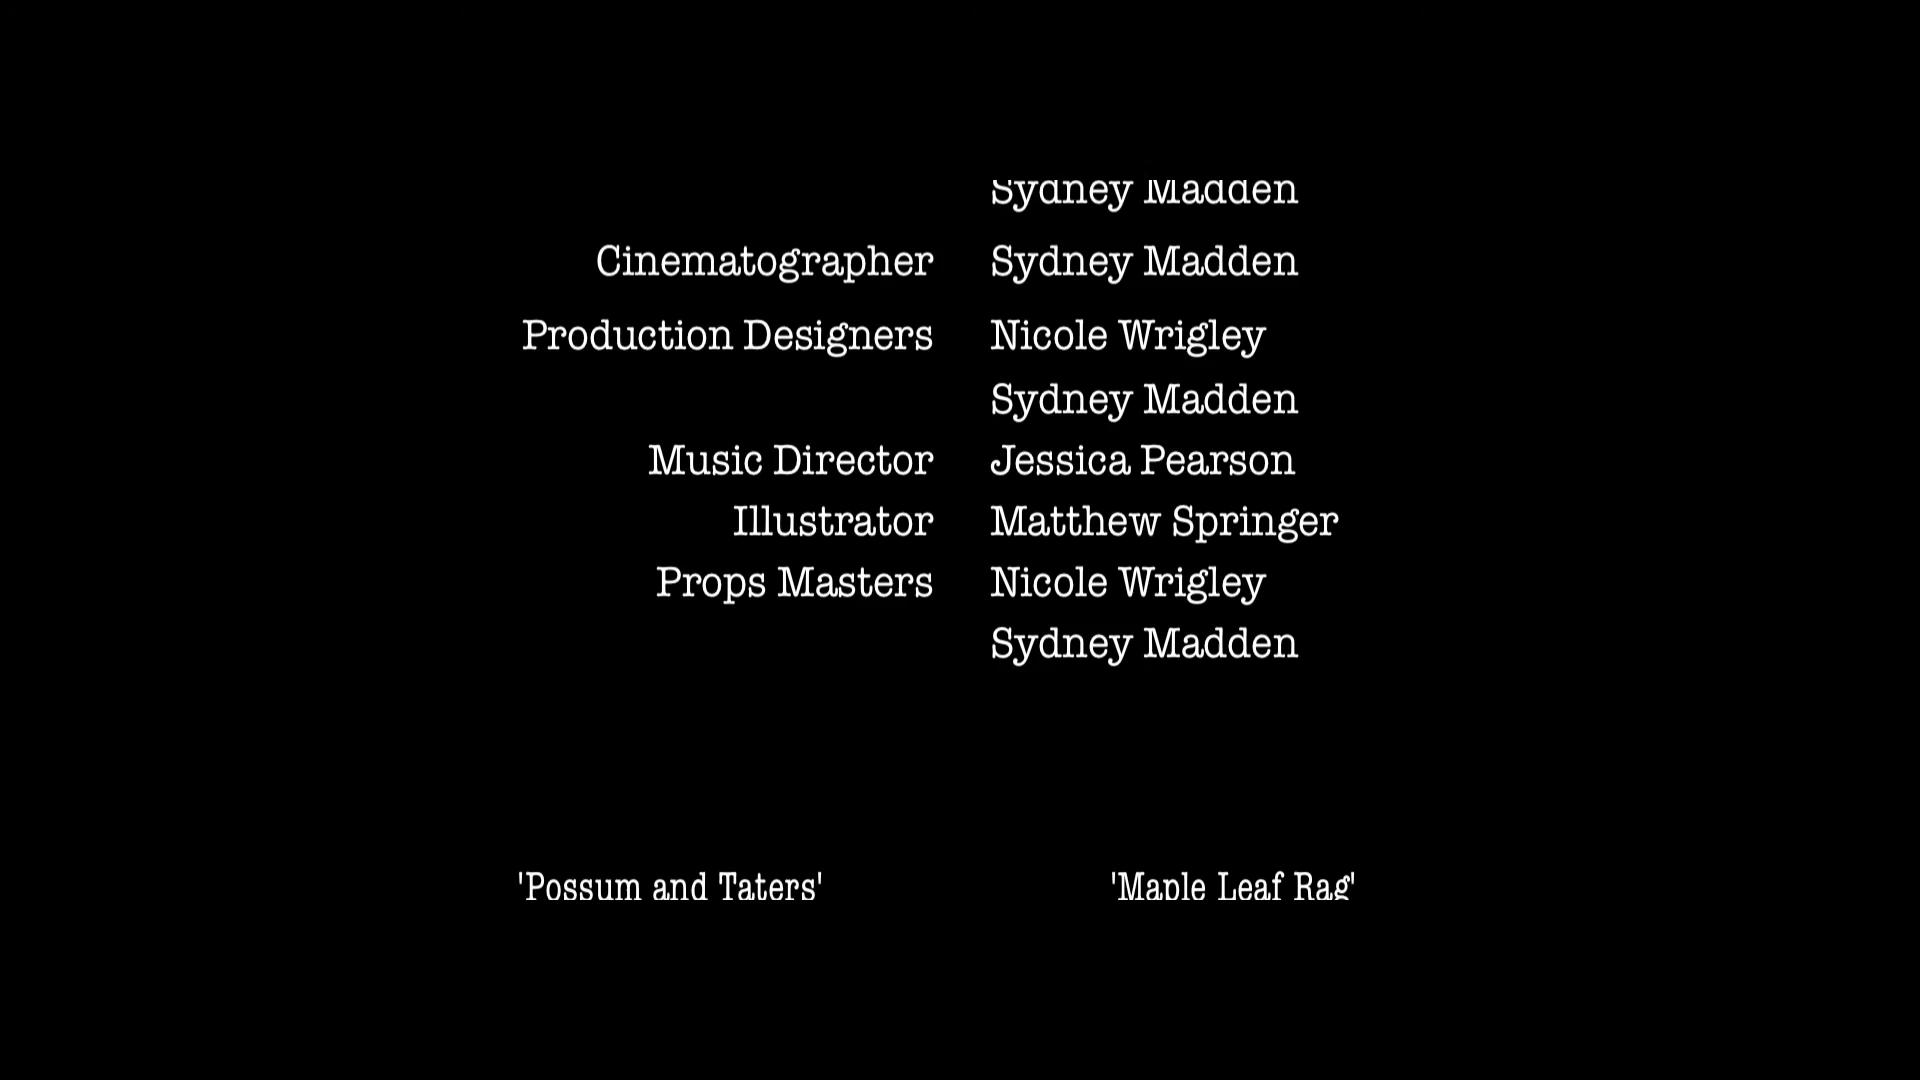 Sydney Madden
Cinematographer Sydney Madden
Production Designers Nicole Wrigley
Sydney Madden
Music Director Jessica Pearson
Illustrator Matthew Springer
Props Masters Nicole Wrigley
Sydney Madden
'Possum and Taters' 'Maple Leaf Rag'